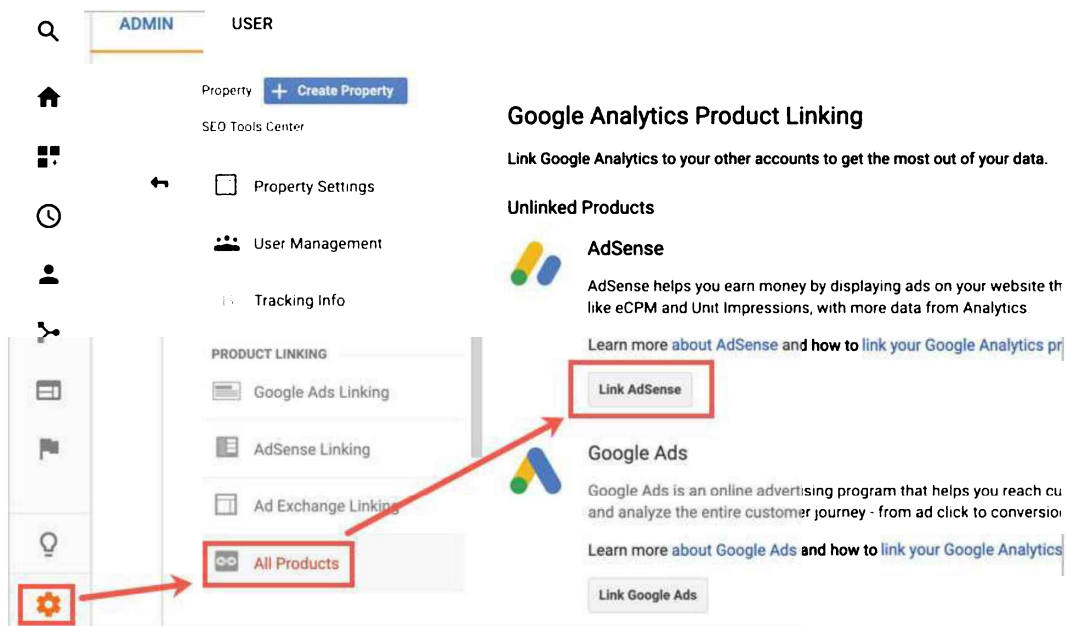 ADMIN
USER
Property
+ Create Property
SEO Tools Center
Property Settings
User Management
Tracking Info
PRODUCT LINKING
Google Ads Linking
AdSense Linking
Ad Exchange Linking
All Products
Google Analytics Product Linking
Link Google Analytics to your other accounts to get the most out of your data.
Unlinked Products
AdSense
AdSense helps you earn money by displaying ads on your website th
like eCPM and Unit Impressions, with more data from Analytics
Learn more about AdSense and how to link your Google Analytics pr
Link AdSense
Google Ads
Google Ads is an online advertising program that helps you reach cu
and analyze the entire customer journey - from ad click to conversio
Learn more about Google Ads and how to link your Google Analytics
Link Google Ads